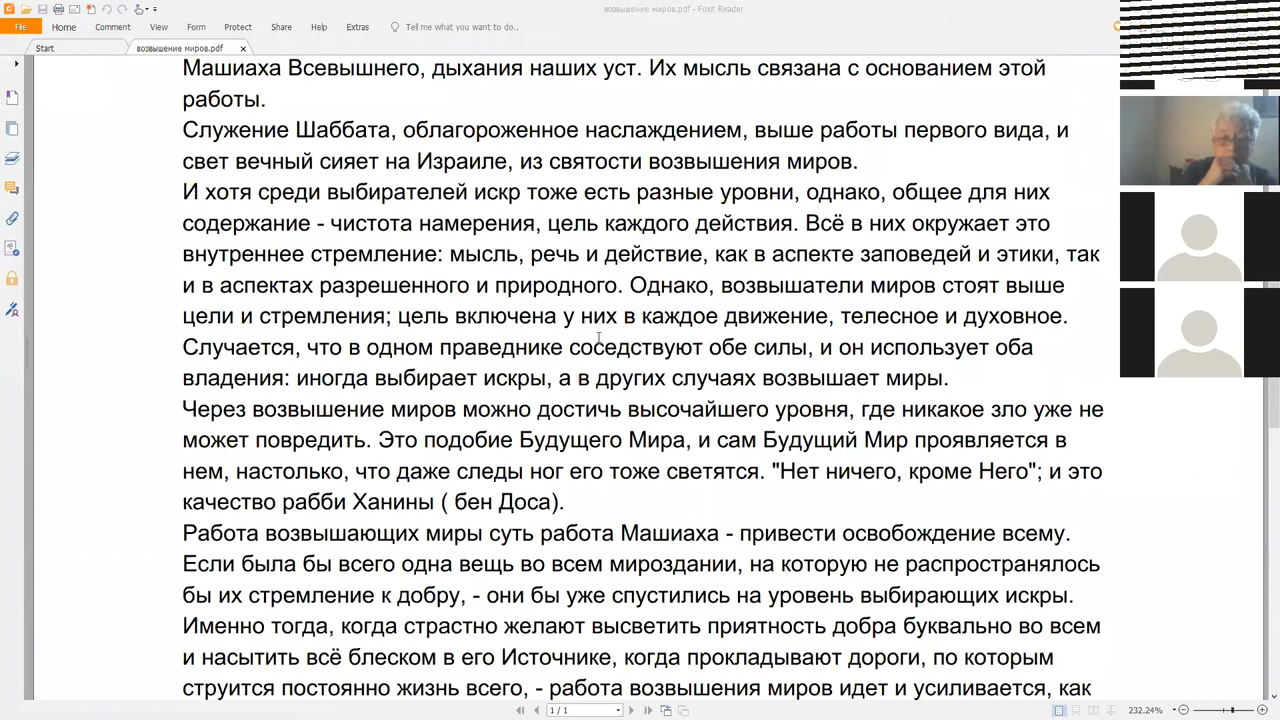 возвышение миров.pdf - Foxit Reader
File Home Comment View Form Protect Share Help Extras Tell me what you want to do..
Start возвышение миров.pdf
Машиаха Всевышнего, дыхания наших уст. Их мысль связана с основанием этой
работы.
Служение Шаббата, облагороженное наслаждением, выше работы первого вида, и
свет вечный сияет на Израиле, из святости возвышения миров.
И хотя среди выбирателей искр тоже есть разные уровни, однако, общее для них
содержание - чистота намерения, цель каждого действия. Всё в них окружает это
внутреннее стремление: мысль, речь и действие, как в аспекте заповедей и этики, так
и в аспектах разрешенного и природного. Однако, возвышатели миров стоят выше
цели и стремления; цель включена у них в каждое движение, телесное и духовное.
Случается, что в одном праведнике соседствуют обе силы, и он использует оба
владения: иногда выбирает искры, а в других случаях возвышает миры.
Через возвышение миров можно достичь высочайшего уровня, где никакое зло уже не
может повредить. Это подобие Будущего Мира, и сам Будущий Мир проявляется в
нем, настолько, что даже следы ног его тоже светятся. "Нет ничего, кроме Него"; и это
качество рабби Ханины ( бен Доса).
Работа возвышающих миры суть работа Машиаха - привести освобождение всему.
Если была бы всего одна вещь во всем мироздании, на которую не распространялось
бы их стремление к добру, - они бы уже спустились на уровень выбирающих искры.
Именно тогда, когда страстно желают высветить приятность добра буквально во всем
и насытить всё блеском в его Источнике, когда прокладывают дороги, по которым
струится постоянно жизнь всего, - работа возвышения миров идет и усиливается, как
1 / 1 232.24%